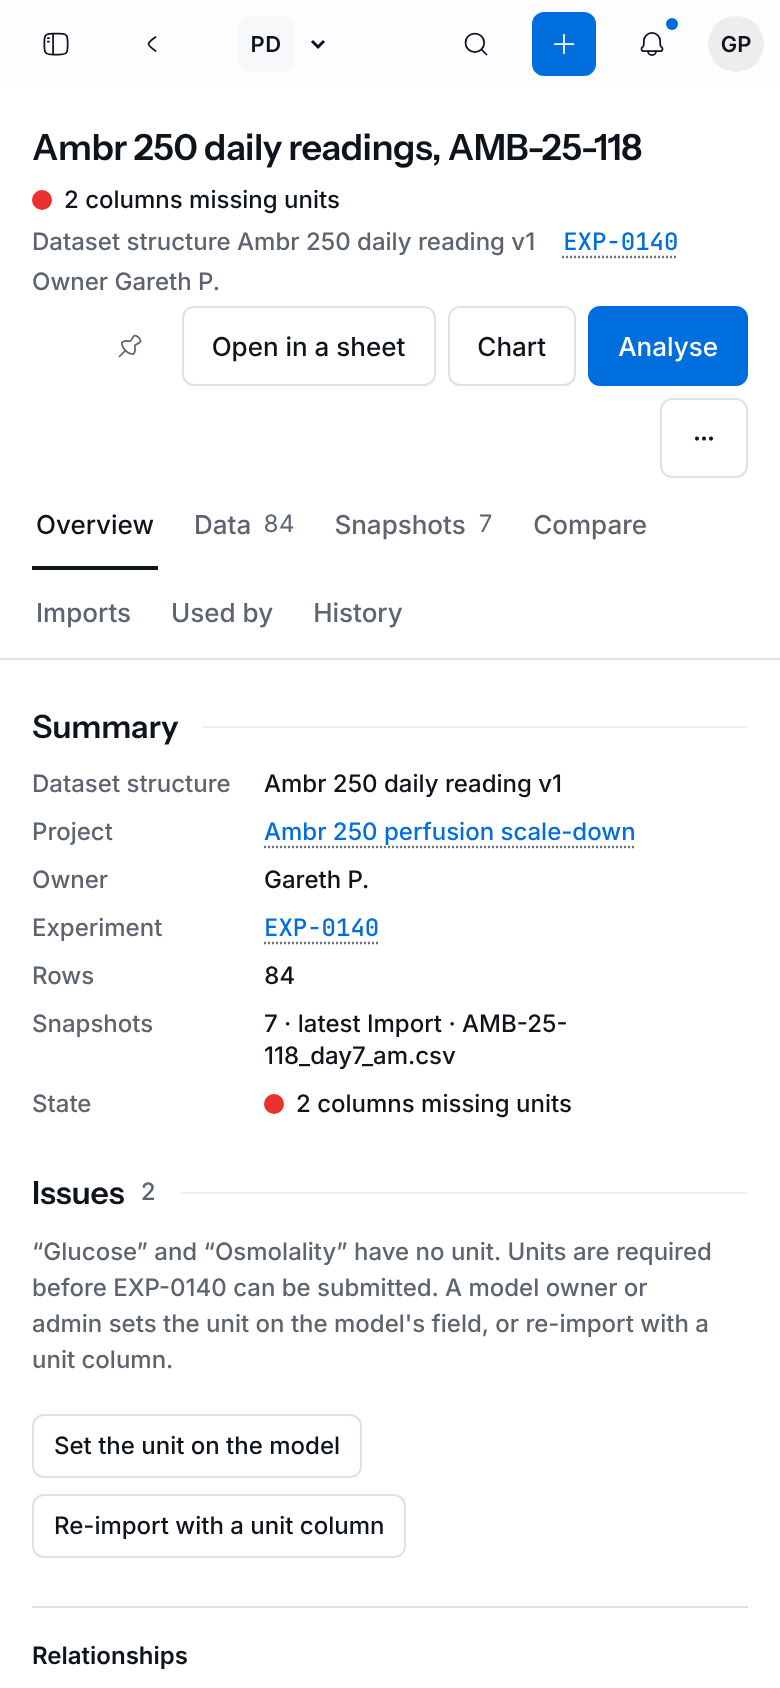 PD
GP
Ambr 250 daily readings, AMB-25-118
2 columns missing units
Dataset structure Ambr 250 daily reading v1 EXP-0140
Owner Gareth P.
Open in a sheet Chart Analyse
...
Overview Data 84 Snapshots 7 Compare
Imports Used by History
Summary
Dataset structure Ambr 250 daily reading v1
Project Ambr 250 perfusion scale-down
Owner Gareth P.
Experiment EXP-0140
Rows 84
Snapshots 7 · latest Import · AMB-25-
118_day7_am.csv
State 2 columns missing units
Issues 2
“Glucose” and “Osmolality” have no unit. Units are required
before EXP-0140 can be submitted. A model owner or
admin sets the unit on the model's field, or re-import with a
unit column.
Set the unit on the model
Re-import with a unit column
Relationships